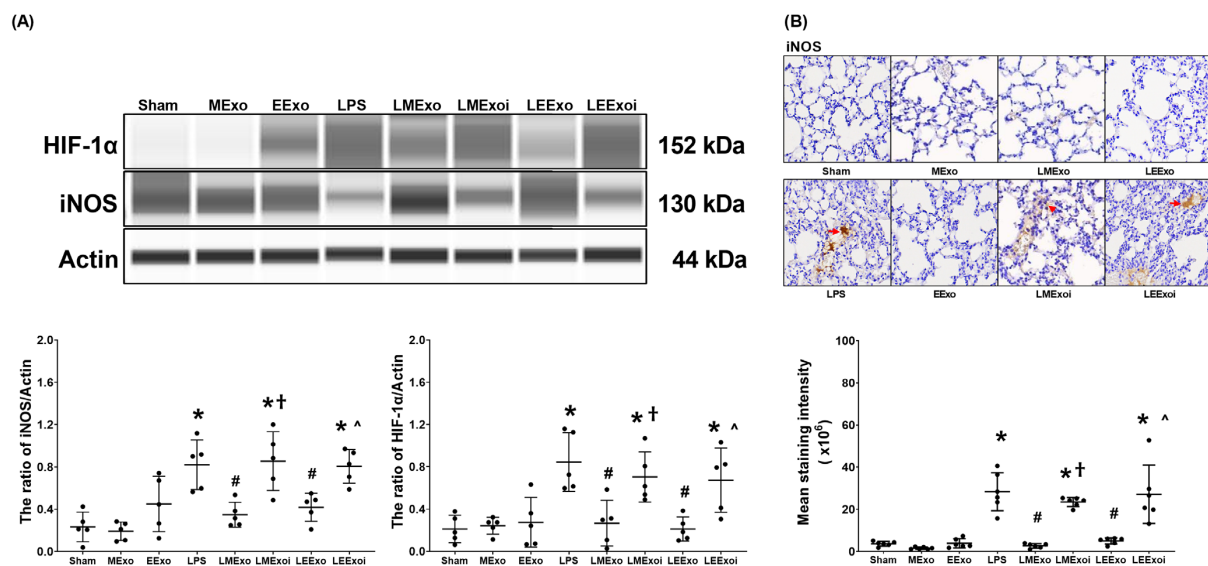 (A)
Sham MExo EExo LPS LMExo LMExoi LEExo LEExoi
HIF-1α 152 kDa
iNOS 130 kDa
Actin 44 kDa
(B)
iNOS
Sham MExo LMExo LEExo
LPS EExo LMExoi LEExoi
The ratio of iNOS/Actin
2.0
1.6
1.2
0.8
0.4
0.0
* # *† # * ^
Sham MExo EExo LPS LMExo LMExoi LEExo LEExoi
The ratio of HIF-1α/Actin
2.0
1.6
1.2
0.8
0.4
0.0
* # * † # * ^
Sham MExo EExo LPS LMExo LMExoi LEExo LEExoi
Mean staining intensity
( x10⁶)
100
80
60
40
20
0
* # *† # * ^
Sham MExo EExo LPS LMExo LMExoi LEExo LEExoi